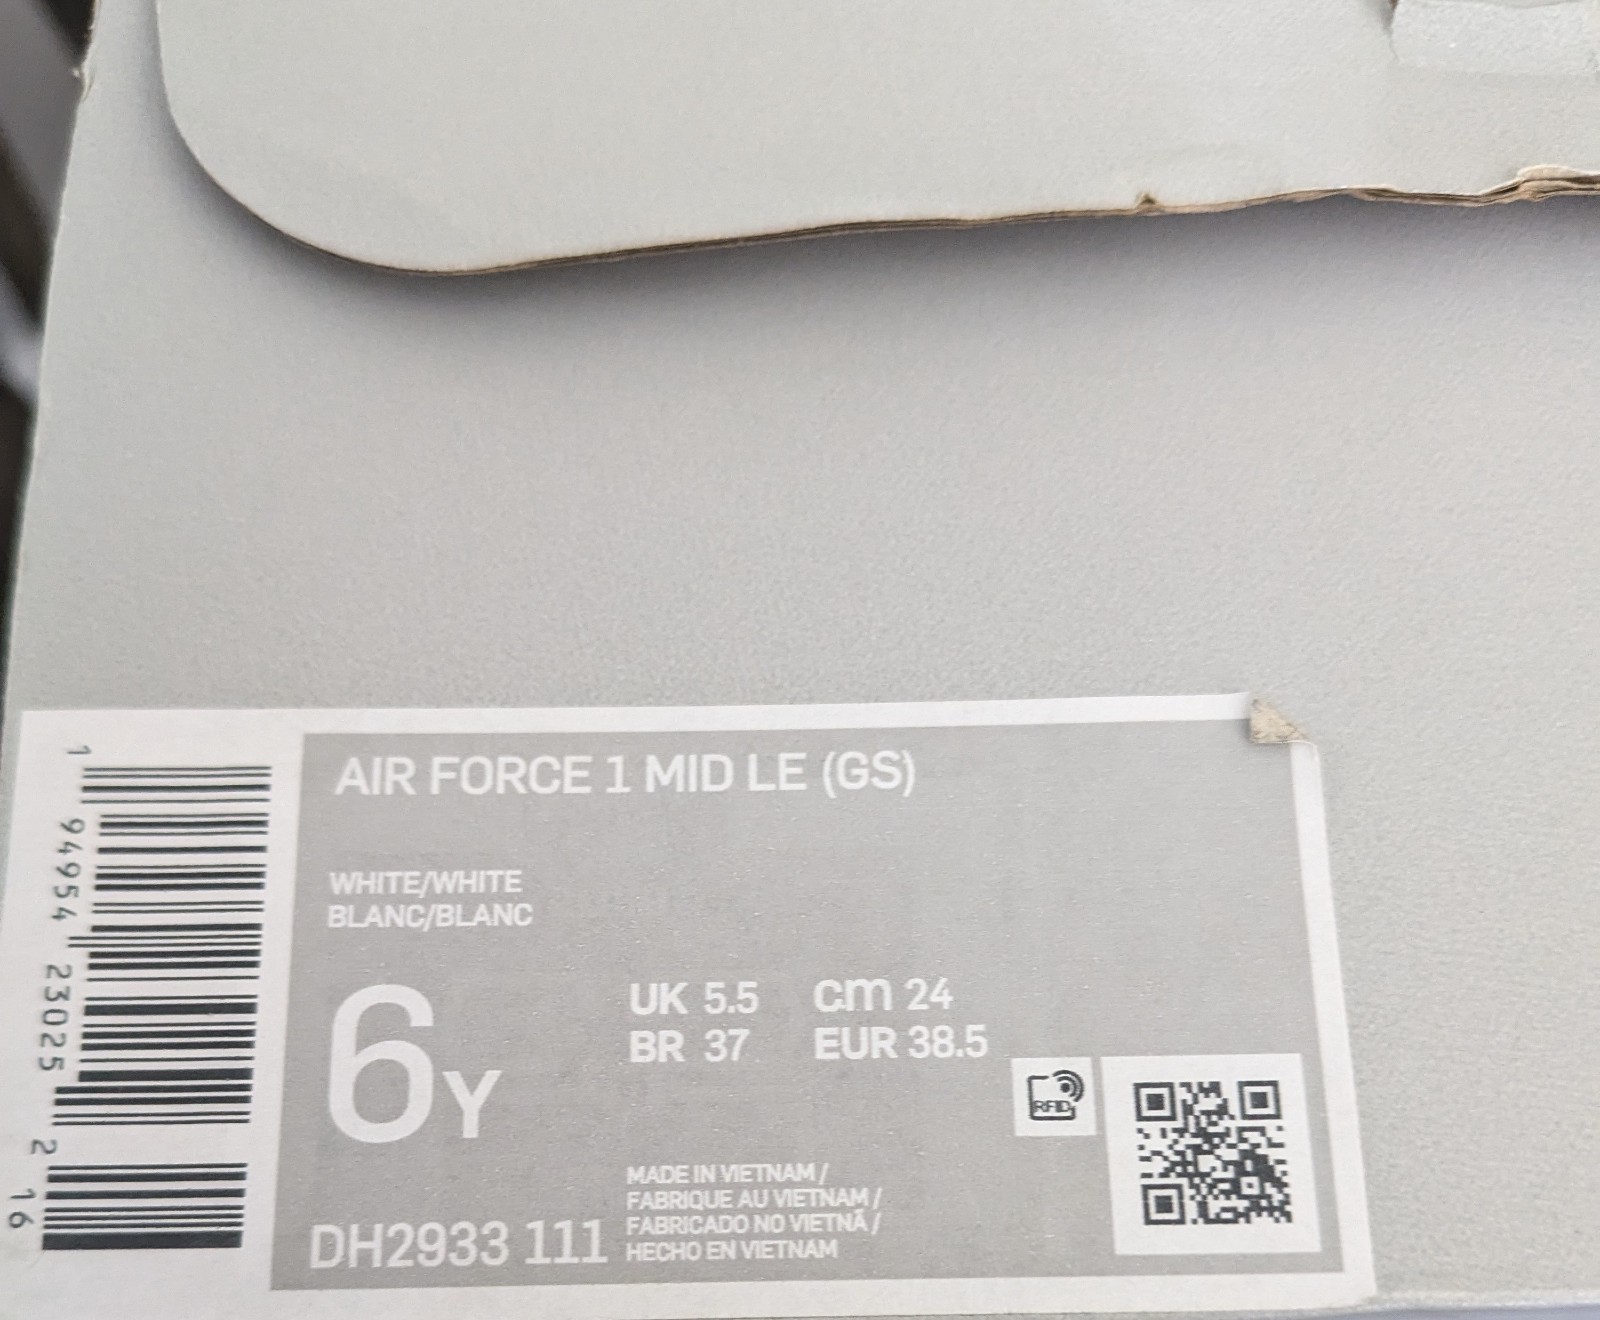 AIR FORCE 1 MID LE (GS)
WHITE/WHITE
BLANC/BLANC
6Y
UK 5.5 cm 24
BR 37 EUR 38.5
RFID
MADE IN VIETNAM /
FABRIQUE AU VIETNAM /
FABRICADO NO VIETNÃ /
HECHO EN VIETNAM
DH2933 111
1 94954 23025 2 16